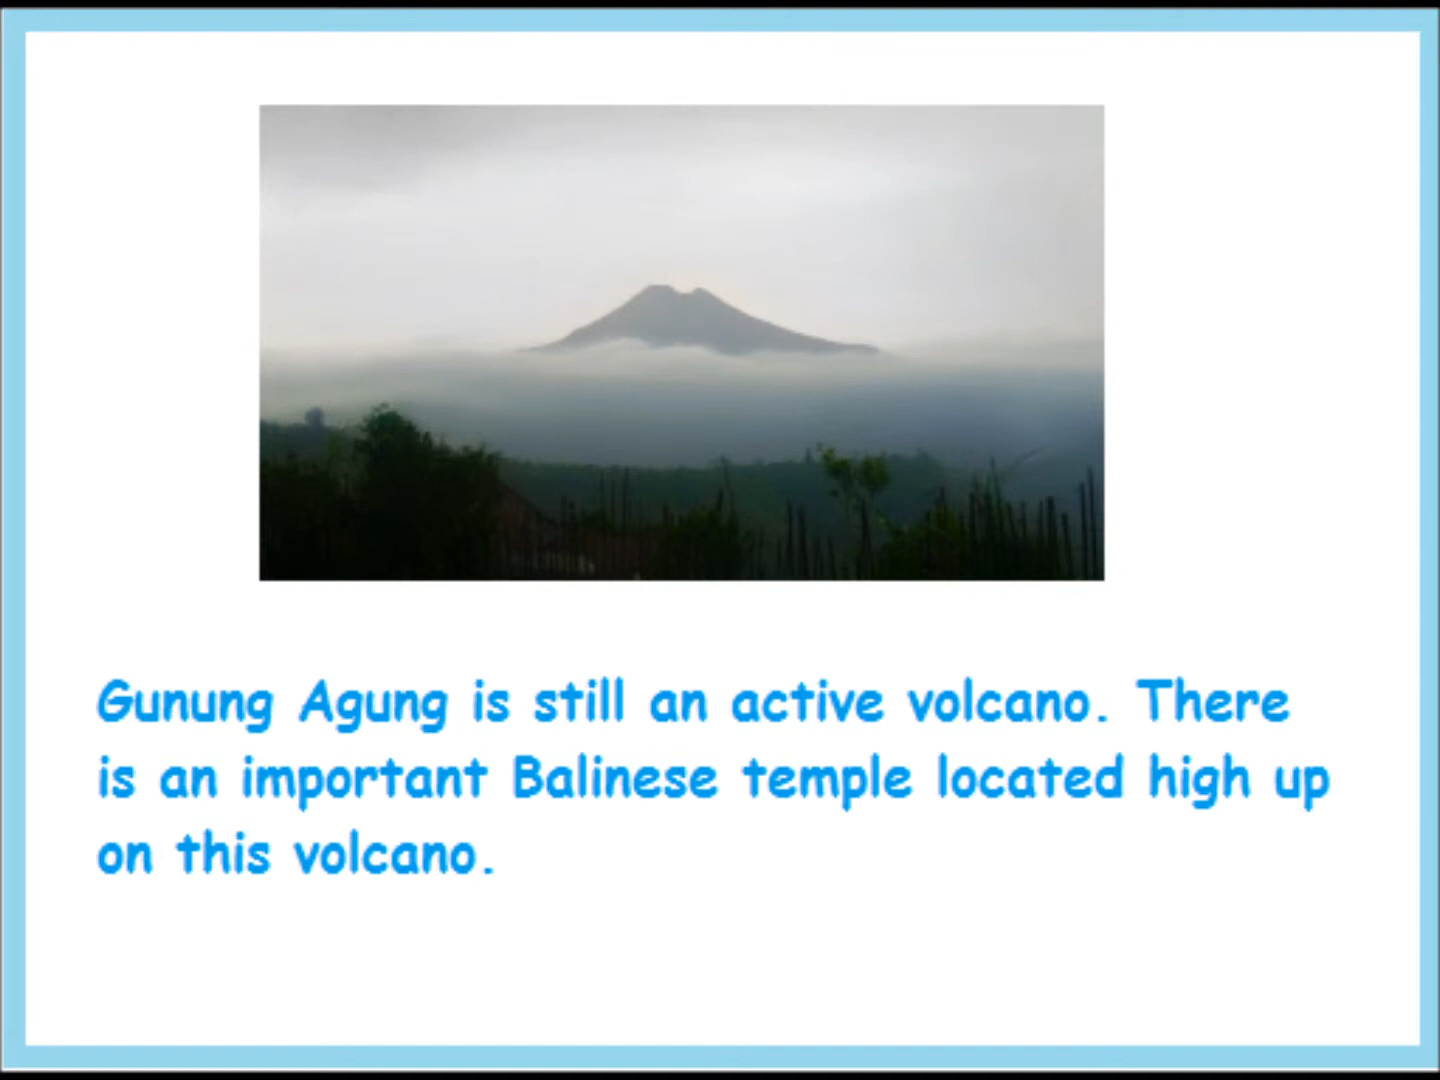 Gunung Agung is still an active volcano. There
is an important Balinese temple located high up
on this volcano.